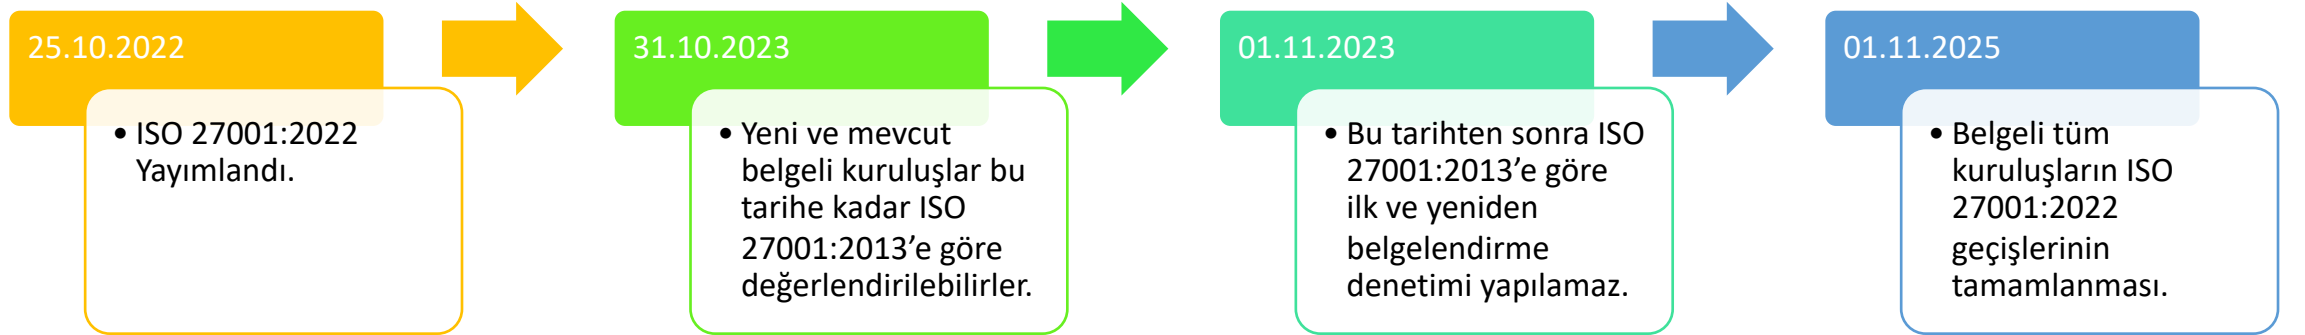 25.10.2022
• ISO 27001:2022
Yayımlandı.
31.10.2023
• Yeni ve mevcut
belgeli kuruluşlar bu
tarihe kadar ISO
27001:2013’e göre
değerlendirilebilirler.
01.11.2023
• Bu tarihten sonra ISO
27001:2013’e göre
ilk ve yeniden
belgelendirme
denetimi yapılamaz.
01.11.2025
• Belgeli tüm
kuruluşların ISO
27001:2022
geçişlerinin
tamamlanması.